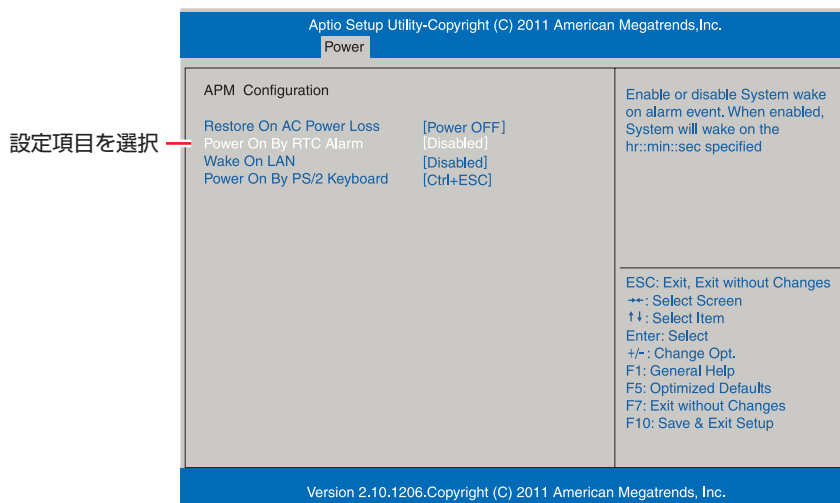 Aptio Setup Utility-Copyright (C) 2011 American Megatrends,Inc.
Power
APM Configuration
Restore On AC Power Loss [Power OFF]
設定項目を選択
Power On By RTC Alarm [Disabled]
Wake On LAN [Disabled]
Power On By PS/2 Keyboard [Ctrl+ESC]
Enable or disable System wake
on alarm event. When enabled,
System will wake on the
hr::min::sec specified
ESC: Exit, Exit without Changes
→←: Select Screen
↑↓: Select Item
Enter: Select
+/-: Change Opt.
F1: General Help
F5: Optimized Defaults
F7: Exit without Changes
F10: Save & Exit Setup
Version 2.10.1206.Copyright (C) 2011 American Megatrends, Inc.